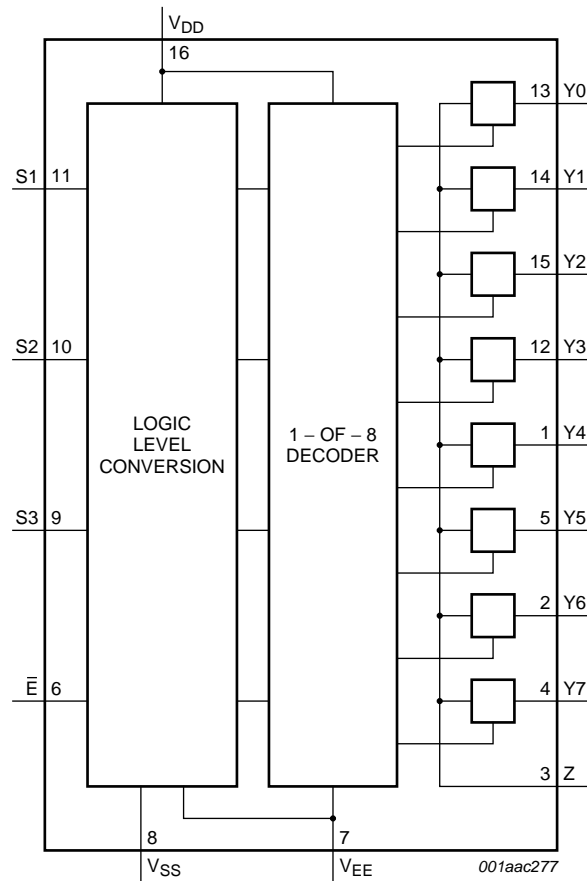 VDD
16
13 Y0
S1 11
14 Y1
15 Y2
S2 10
12 Y3
LOGIC
LEVEL
CONVERSION
1 – OF – 8
DECODER
1 Y4
S3 9
5 Y5
2 Y6
E̅ 6
4 Y7
3 Z
8
7
VSS
VEE
001aac277